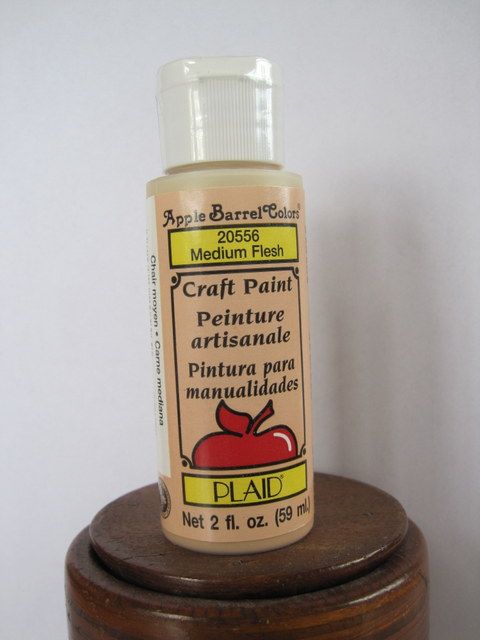 Apple Barrel Colors®
20556
Medium Flesh
Craft Paint
Peinture
artisanale
Pintura para
manualidades
PLAID®
Net 2 fl. oz. (59 ml.)
Chair moyen • Carne mediana